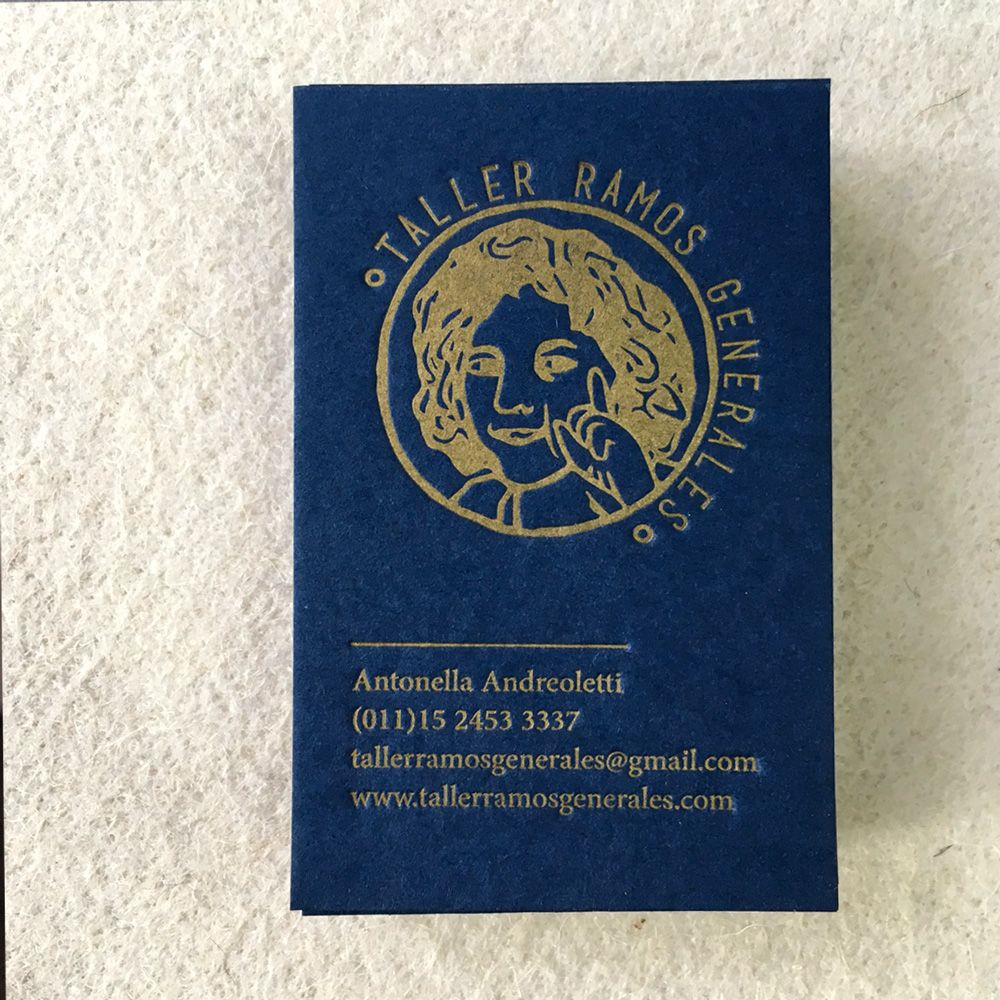 TALLER RAMOS GENERALES
Antonella Andreoletti
(011)15 2453 3337
tallerramosgenerales@gmail.com
www.tallerramosgenerales.com